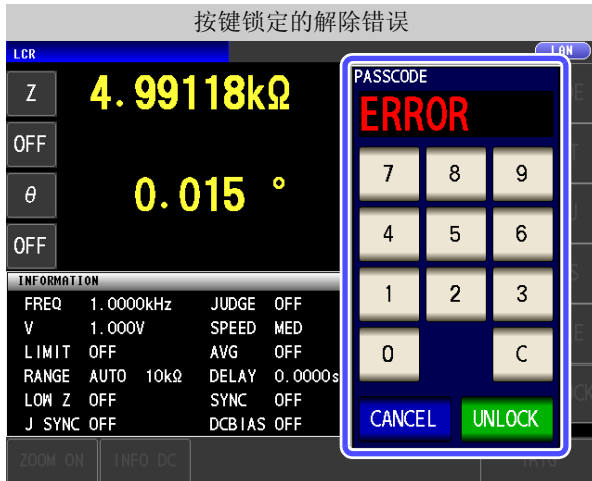 按键锁定的解除错误
LCR
LAN
Z 4.99118kΩ
OFF
θ 0.015 °
OFF
PASSCODE
ERROR
7 8 9
4 5 6
1 2 3
0 C
CANCEL UNLOCK
INFORMATION
FREQ 1.0000kHz JUDGE OFF
V 1.000V SPEED MED
LIMIT OFF AVG OFF
RANGE AUTO 10kΩ DELAY 0.0000s
LOW Z OFF SYNC OFF
J SYNC OFF DCBIAS OFF
ZOOM ON INFO DC